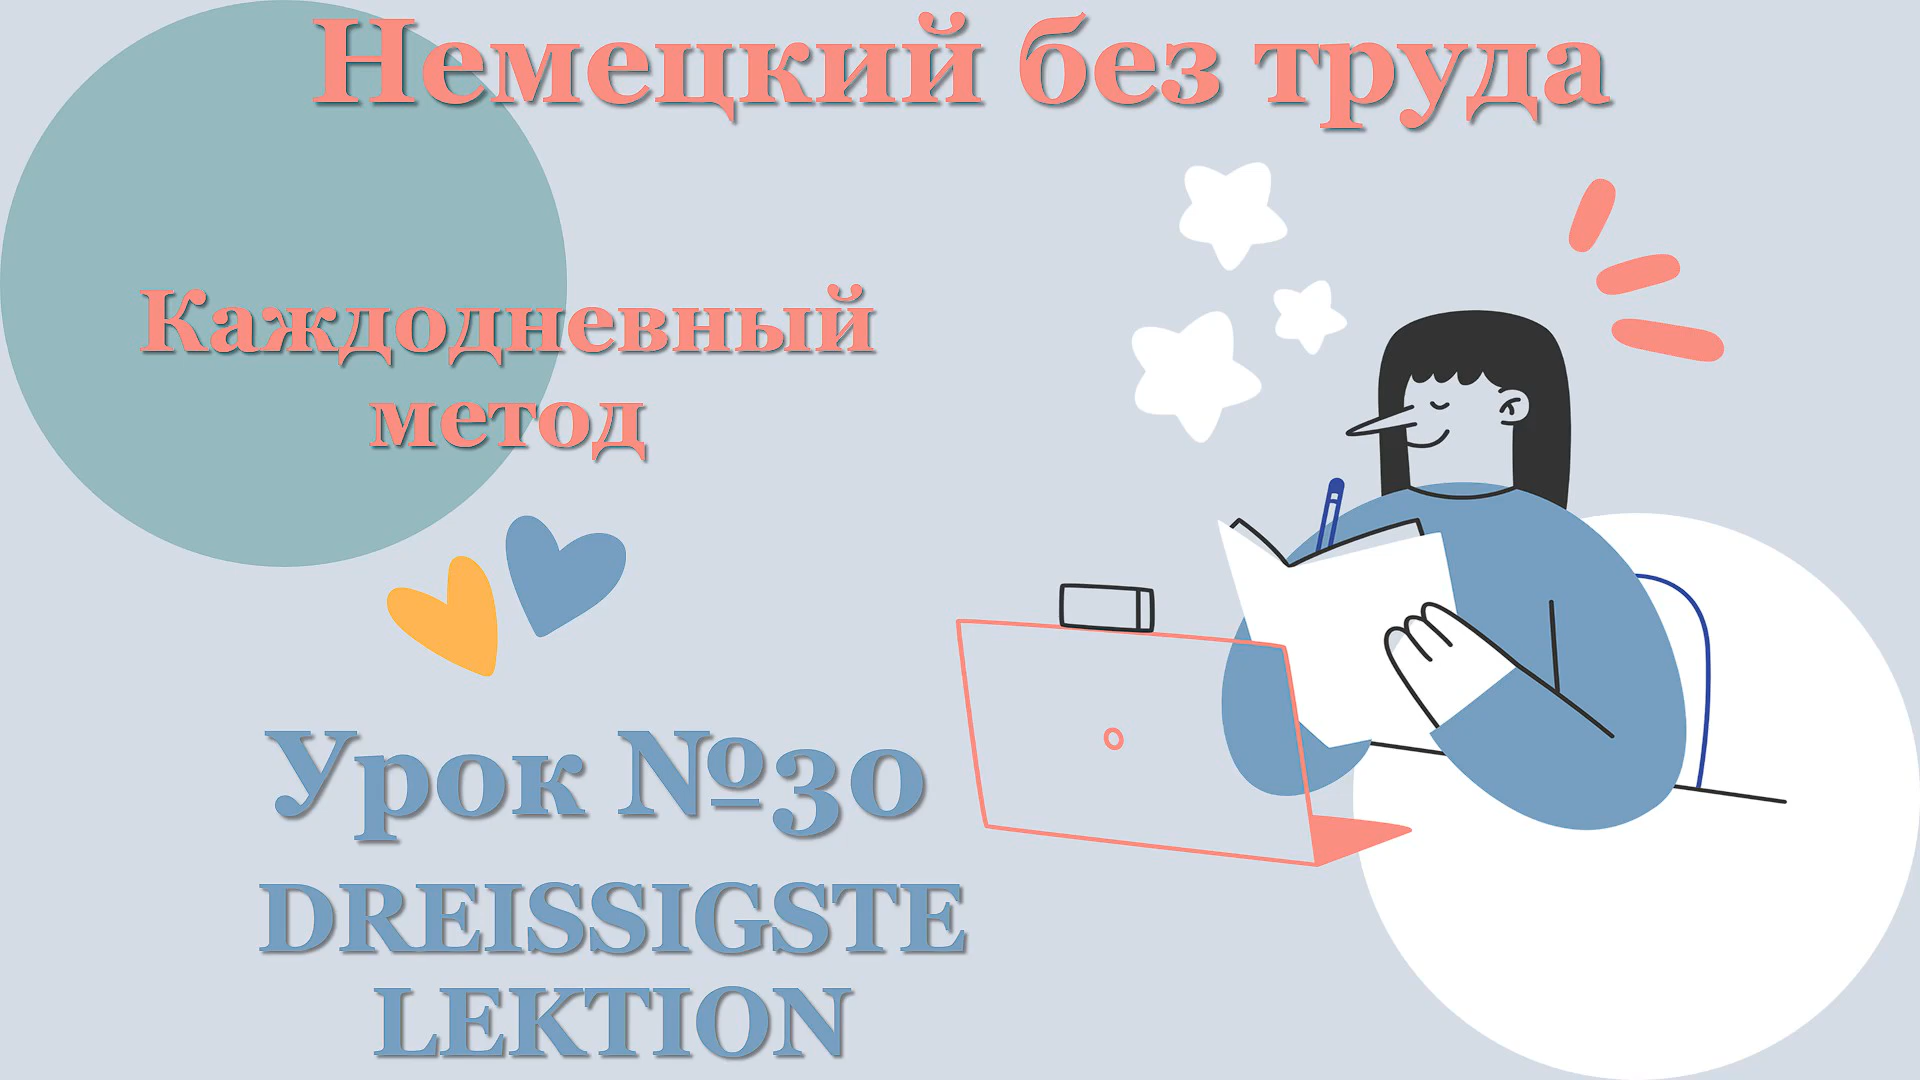 Немецкий без труда
Каждодневный
метод
Урок №30
DREISSIGSTE
LEKTION